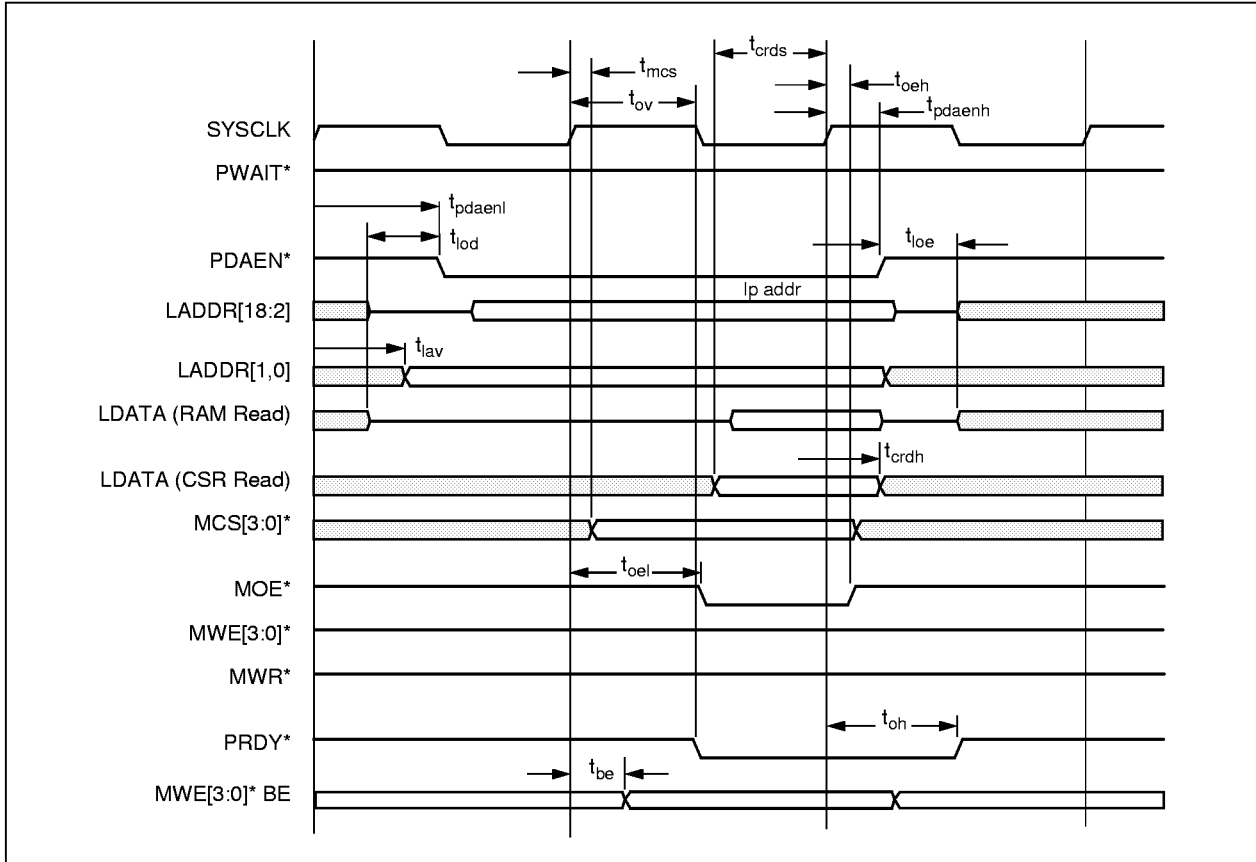 tcrds
tmcs
toeh
tov
tpdaenh
SYSCLK
PWAIT*
tpdaenl
tlod
tloe
PDAEN*
lp addr
LADDR[18:2]
tlav
LADDR[1,0]
LDATA (RAM Read)
tcrdh
LDATA (CSR Read)
MCS[3:0]*
toel
MOE*
MWE[3:0]*
MWR*
toh
PRDY*
tbe
MWE[3:0]* BE